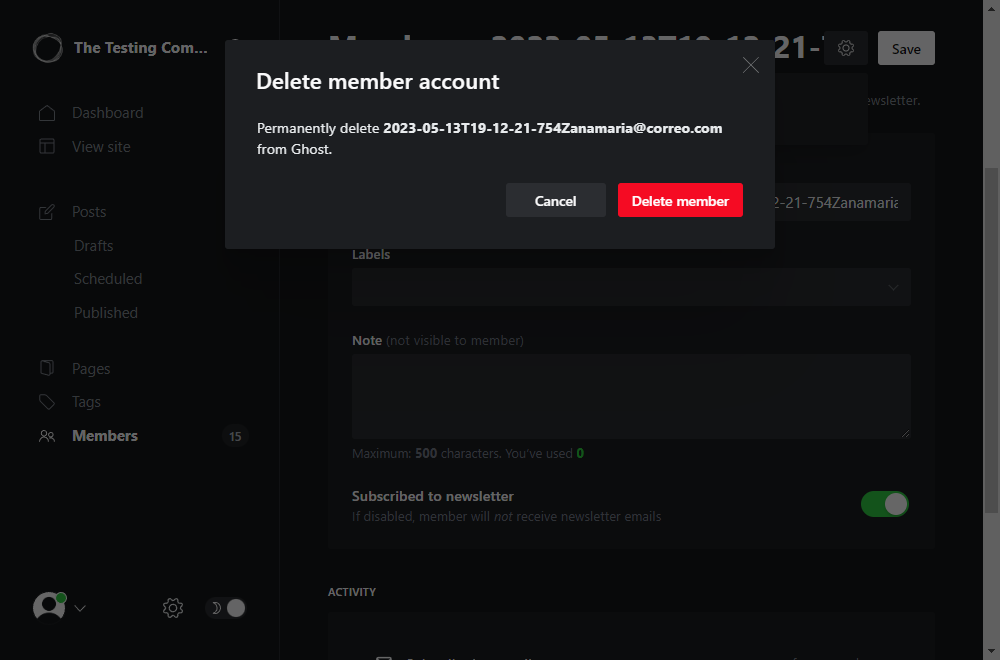 The Testing Com...
Save
Delete member account
Permanently delete 2023-05-13T19-12-21-754Zanamaria@correo.com
from Ghost.
Cancel
Delete member
Dashboard
View site
Posts
Drafts
Scheduled
Published
Pages
Tags
Members
15
2-21-754Zanamaria
Labels
Note (not visible to member)
Maximum: 500 characters. You've used 0
Subscribed to newsletter
If disabled, member will not receive newsletter emails
ACTIVITY